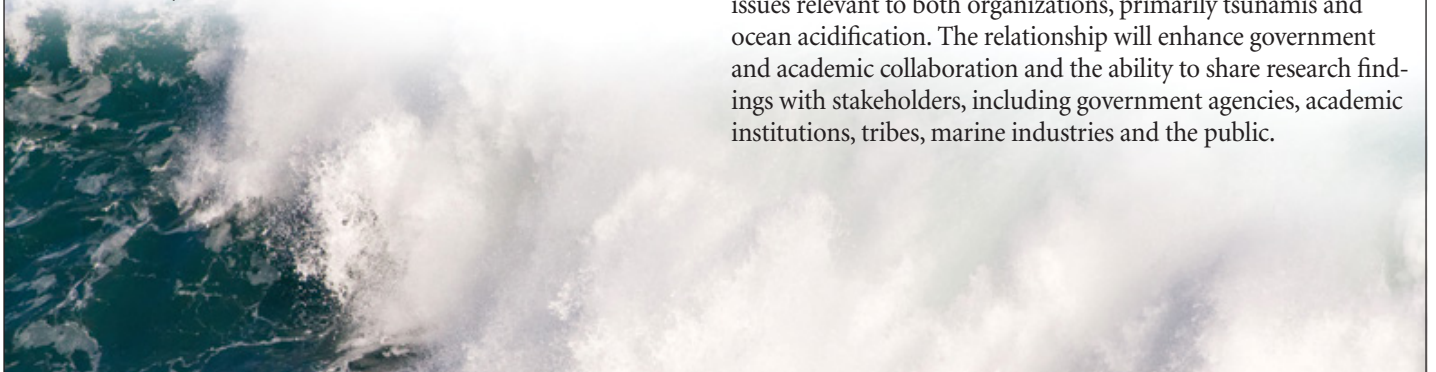 issues relevant to both organizations, primarily tsunamis and
ocean acidification. The relationship will enhance government
and academic collaboration and the ability to share research find-
ings with stakeholders, including government agencies, academic
institutions, tribes, marine industries and the public.